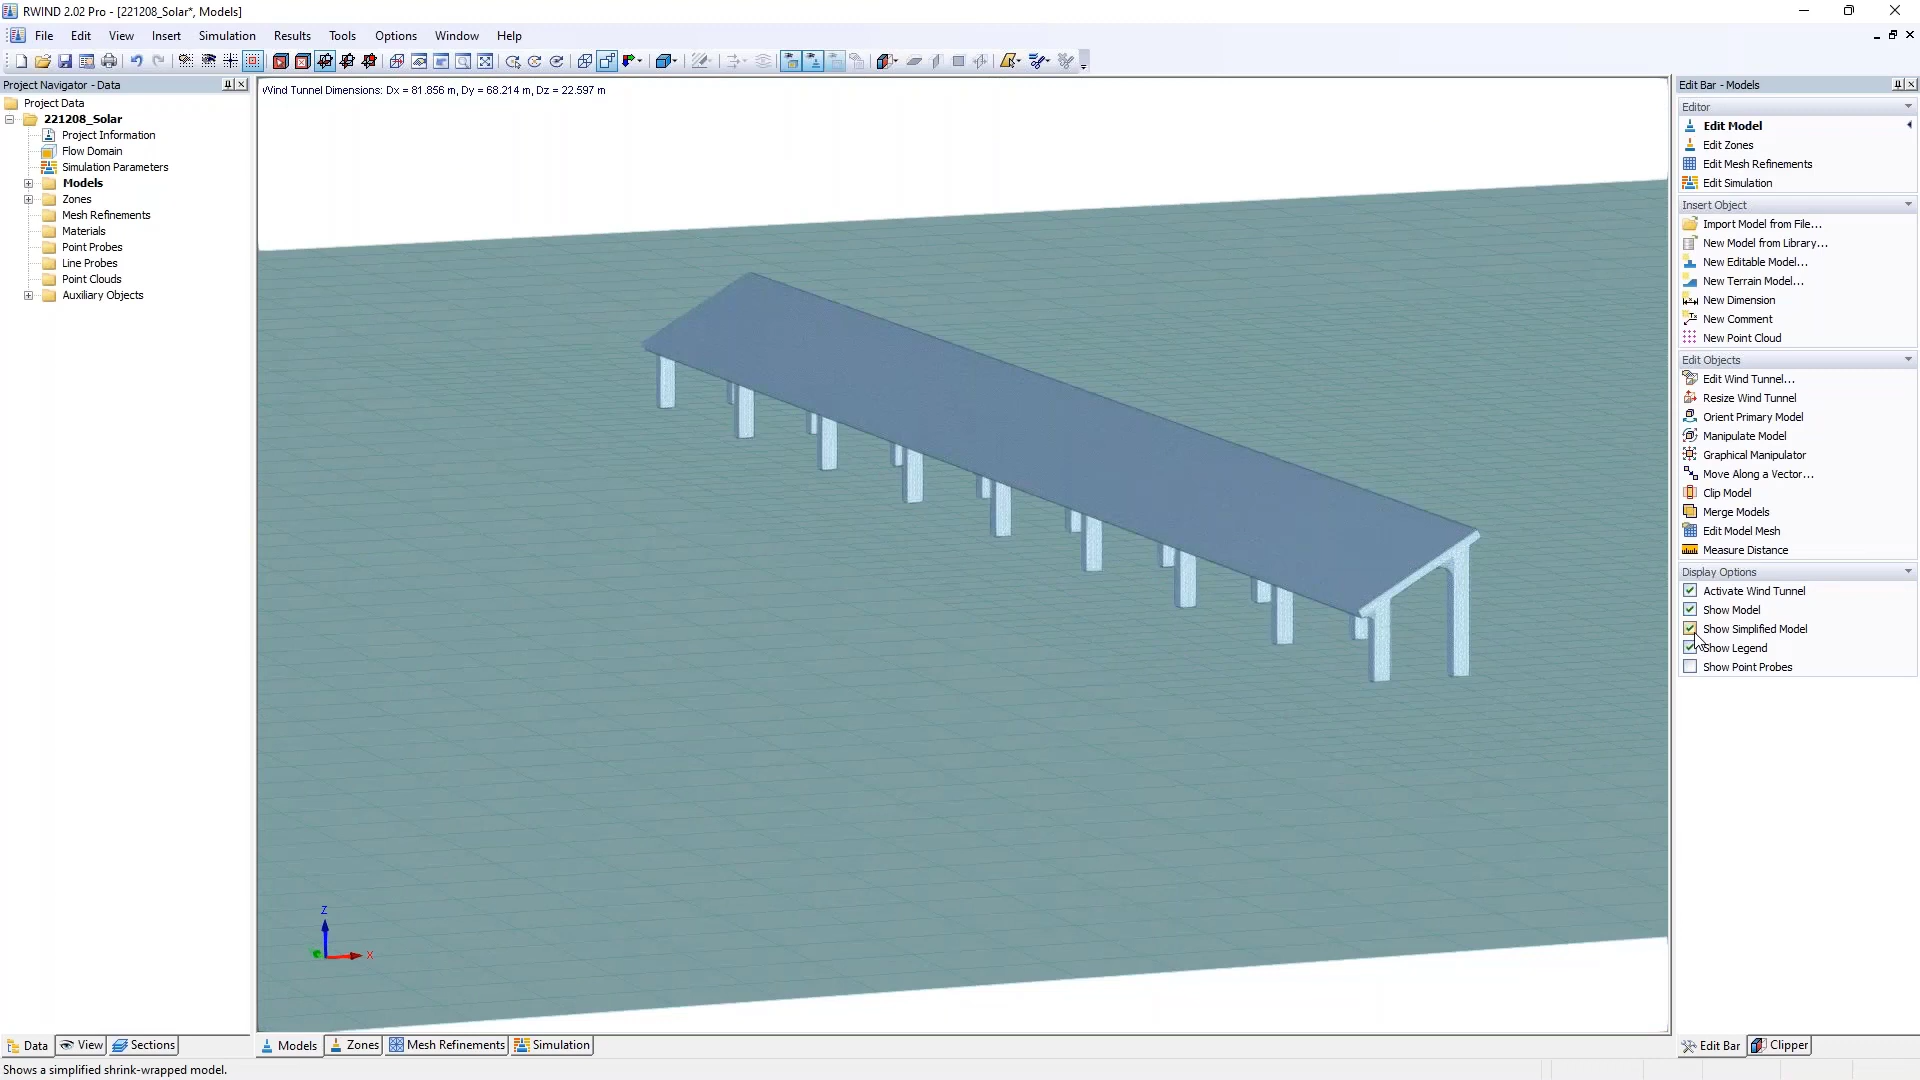 RWIND 2.02 Pro - [221208_Solar*, Models]
File Edit View Insert Simulation Results Tools Options Window Help
Project Navigator - Data
Project Data
221208_Solar
Project Information
Flow Domain
Simulation Parameters
Models
Zones
Mesh Refinements
Materials
Point Probes
Line Probes
Point Clouds
Auxiliary Objects
Data View Sections
Wind Tunnel Dimensions: Dx = 81.856 m, Dy = 68.214 m, Dz = 22.597 m
Z
X
Models Zones Mesh Refinements Simulation
Edit Bar - Models
Editor
Edit Model
Edit Zones
Edit Mesh Refinements
Edit Simulation
Insert Object
Import Model from File...
New Model from Library...
New Editable Model...
New Terrain Model...
New Dimension
New Comment
New Point Cloud
Edit Objects
Edit Wind Tunnel...
Resize Wind Tunnel
Orient Primary Model
Manipulate Model
Graphical Manipulator
Move Along a Vector...
Clip Model
Merge Models
Edit Model Mesh
Measure Distance
Display Options
Activate Wind Tunnel
Show Model
Show Simplified Model
Show Legend
Show Point Probes
Edit Bar Clipper
Shows a simplified shrink-wrapped model.